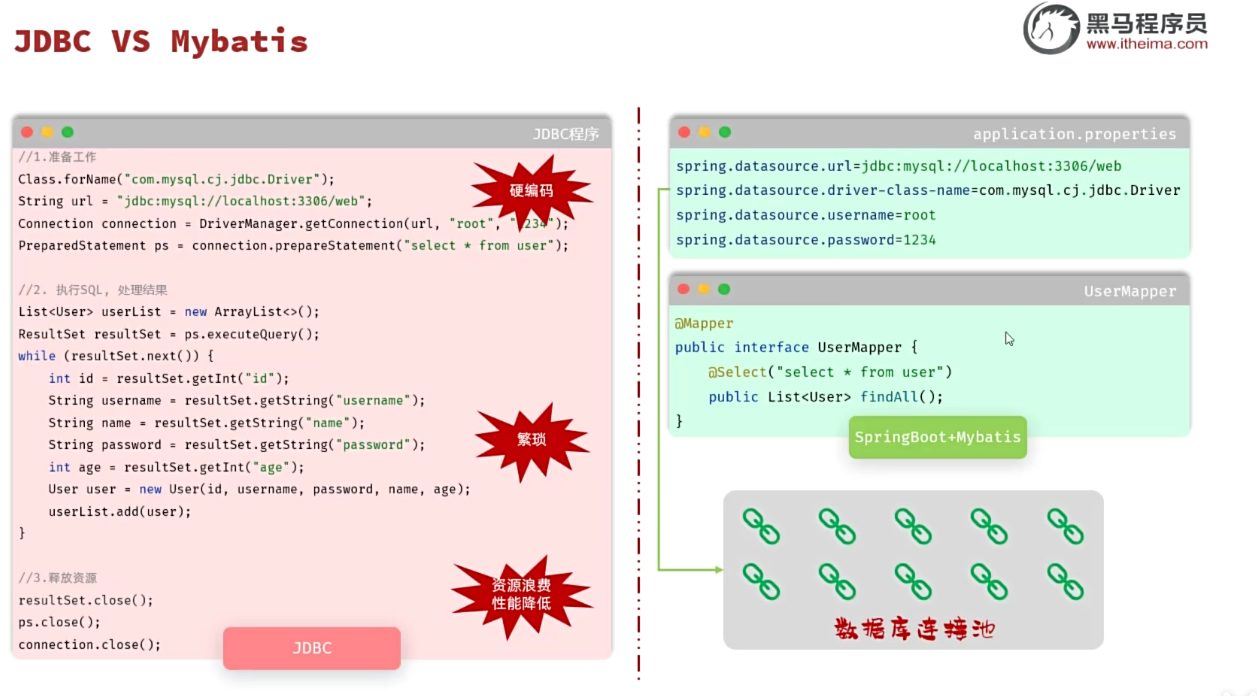 JDBC VS Mybatis
黑马程序员
www.itheima.com
JDBC程序
//1.准备工作
Class.forName("com.mysql.cj.jdbc.Driver");
String url = "jdbc:mysql://localhost:3306/web";
Connection connection = DriverManager.getConnection(url, "root", "1234");
PreparedStatement ps = connection.prepareStatement("select * from user");
硬编码
//2. 执行SQL, 处理结果
List<User> userList = new ArrayList<>();
ResultSet resultSet = ps.executeQuery();
while (resultSet.next()) {
    int id = resultSet.getInt("id");
    String username = resultSet.getString("username");
    String name = resultSet.getString("name");
    String password = resultSet.getString("password");
    int age = resultSet.getInt("age");
    User user = new User(id, username, password, name, age);
    userList.add(user);
}
繁琐
//3.释放资源
resultSet.close();
ps.close();
connection.close();
资源浪费
性能降低
JDBC
application.properties
spring.datasource.url=jdbc:mysql://localhost:3306/web
spring.datasource.driver-class-name=com.mysql.cj.jdbc.Driver
spring.datasource.username=root
spring.datasource.password=1234
UserMapper
@Mapper
public interface UserMapper {
    @Select("select * from user")
    public List<User> findAll();
}
SpringBoot+Mybatis
数据库连接池